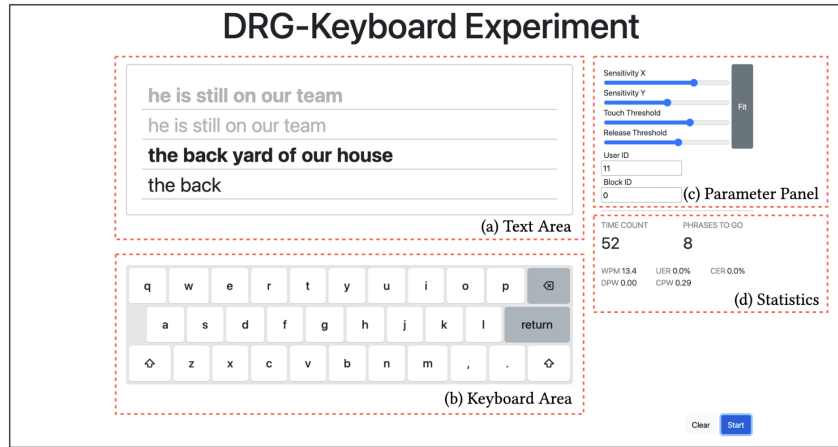 DRG-Keyboard Experiment
he is still on our team
he is still on our team
the back yard of our house
the back
(a) Text Area
q w e r t y u i o p
a s d f g h j k l return
z x c v b n m , .
(b) Keyboard Area
Sensitivity X
Sensitivity Y
Touch Threshold
Release Threshold
Fit
User ID
11
Block ID
0
(c) Parameter Panel
TIME COUNT PHRASES TO GO
52 8
WPM 13.4 UER 0.0% CER 0.0%
DPW 0.00 CPW 0.29
(d) Statistics
Clear Start